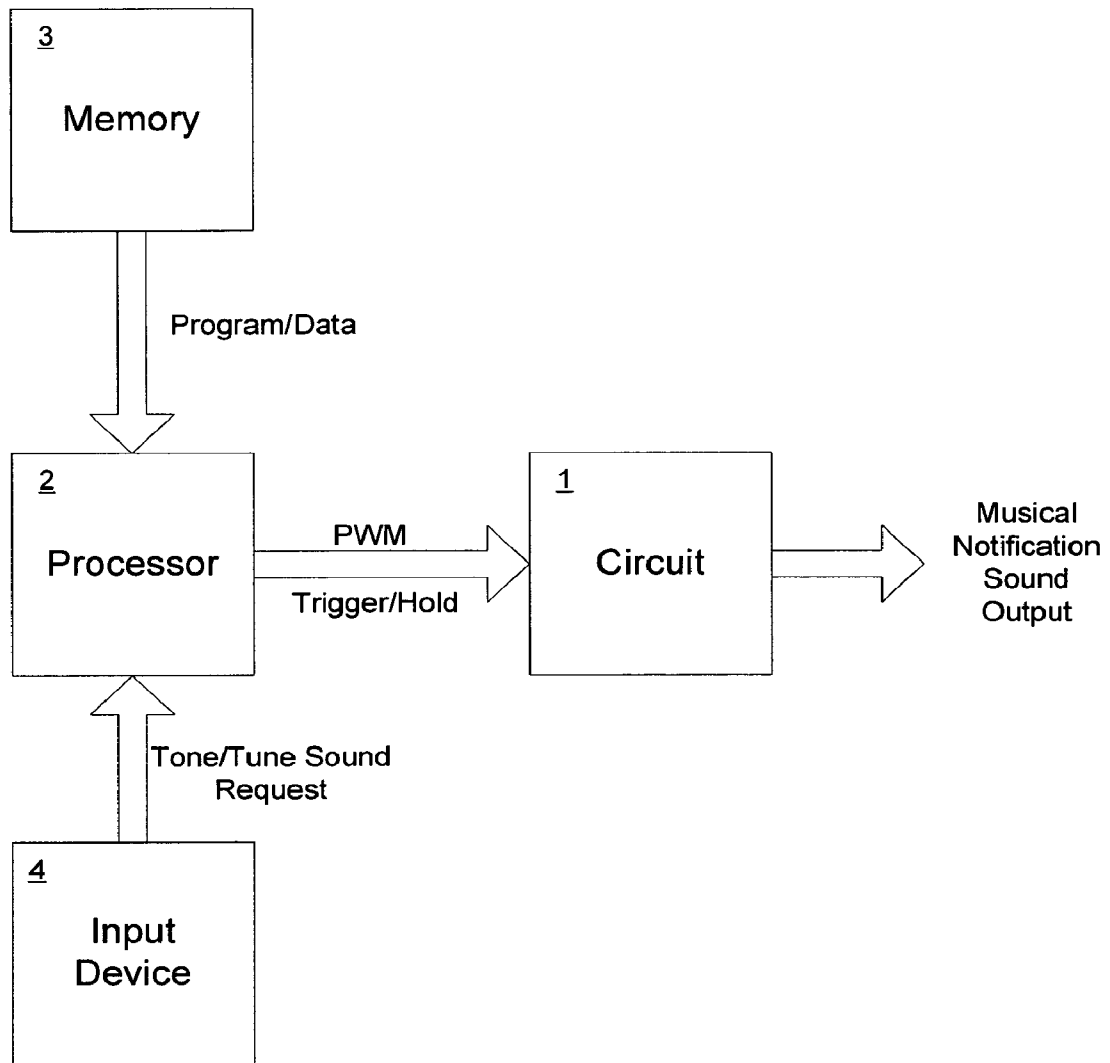 3
Memory
Program/Data
2
Processor
PWM
Trigger/Hold
1
Circuit
Musical
Notification
Sound
Output
Tone/Tune Sound
Request
4
Input
Device